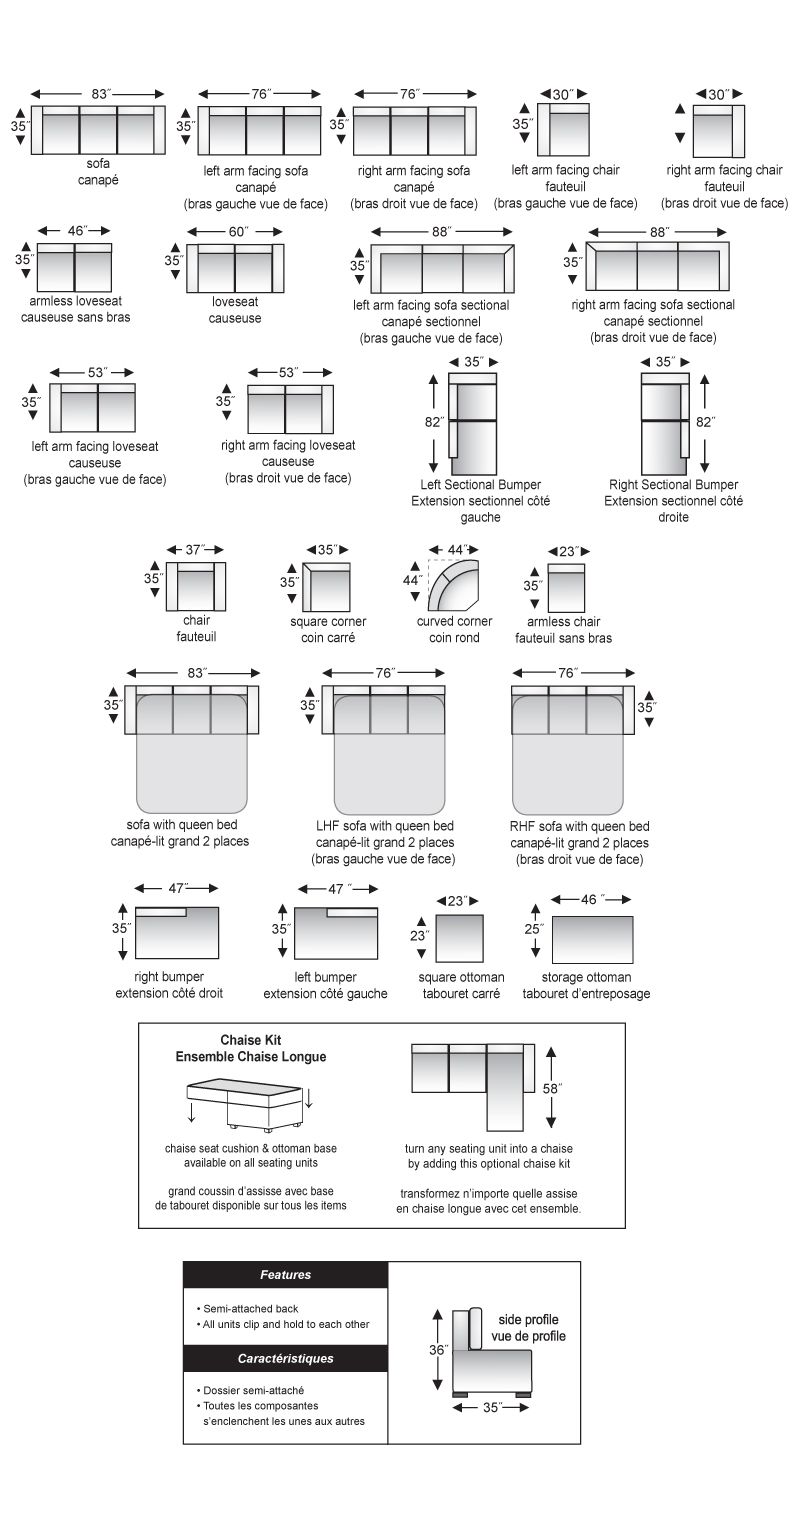 83″
35″
sofa
canapé
76″
35″
left arm facing sofa
canapé
(bras gauche vue de face)
76″
35″
right arm facing sofa
canapé
(bras droit vue de face)
30″
35″
left arm facing chair
fauteuil
(bras gauche vue de face)
30″
right arm facing chair
fauteuil
(bras droit vue de face)
46″
35″
armless loveseat
causeuse sans bras
60″
35″
loveseat
causeuse
88″
35″
left arm facing sofa sectional
canapé sectionnel
(bras gauche vue de face)
88″
35″
right arm facing sofa sectional
canapé sectionnel
(bras droit vue de face)
53″
35″
left arm facing loveseat
causeuse
(bras gauche vue de face)
53″
35″
right arm facing loveseat
causeuse
(bras droit vue de face)
35″
82″
Left Sectional Bumper
Extension sectionnel côté
gauche
35″
82″
Right Sectional Bumper
Extension sectionnel côté
droite
37″
35″
chair
fauteuil
35″
35″
square corner
coin carré
44″
44″
curved corner
coin rond
23″
35″
armless chair
fauteuil sans bras
83″
35″
sofa with queen bed
canapé-lit grand 2 places
76″
35″
LHF sofa with queen bed
canapé-lit grand 2 places
(bras gauche vue de face)
76″
35″
RHF sofa with queen bed
canapé-lit grand 2 places
(bras droit vue de face)
47″
35″
right bumper
extension côté droit
47 ″
35″
left bumper
extension côté gauche
23″
23″
square ottoman
tabouret carré
46 ″
25″
storage ottoman
tabouret d'entreposage
Chaise Kit
Ensemble Chaise Longue
chaise seat cushion & ottoman base
available on all seating units
grand coussin d'assisse avec base
de tabouret disponible sur tous les items
58″
turn any seating unit into a chaise
by adding this optional chaise kit
transformez n'importe quelle assise
en chaise longue avec cet ensemble.
Features
• Semi-attached back
• All units clip and hold to each other
Caractéristiques
• Dossier semi-attaché
• Toutes les composantes
s'enclenchent les unes aux autres
side profile
vue de profile
36″
35″